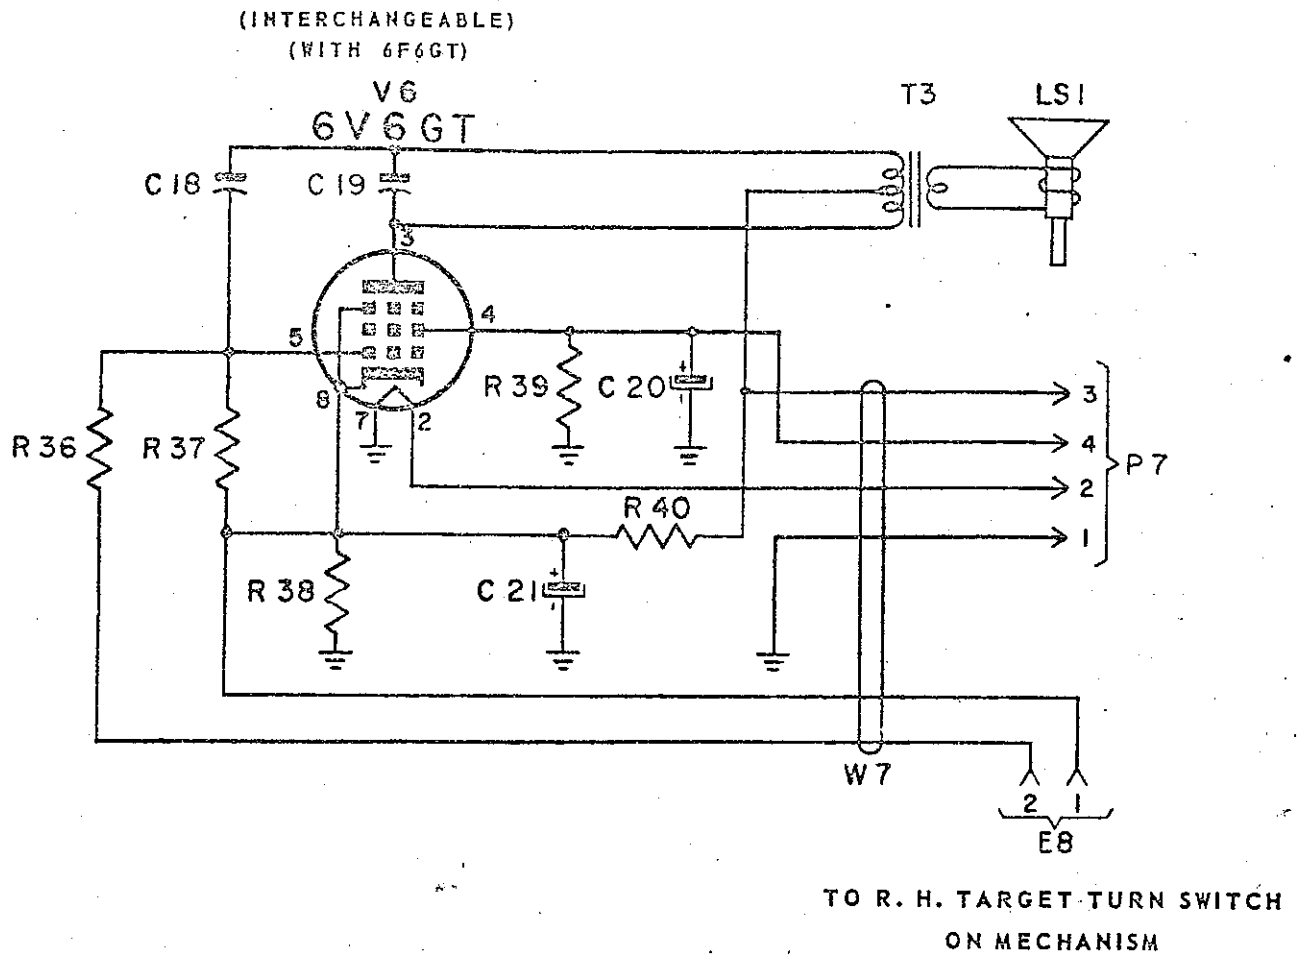 (INTERCHANGEABLE)
(WITH 6F6GT)
V6
6V6GT
T3
LS1
C18
C19
3
5
4
R39
C20
8
7
2
3
4
2
1
P7
R36
R37
R40
R38
C21
W7
2
1
E8
TO R. H. TARGET TURN SWITCH
ON MECHANISM